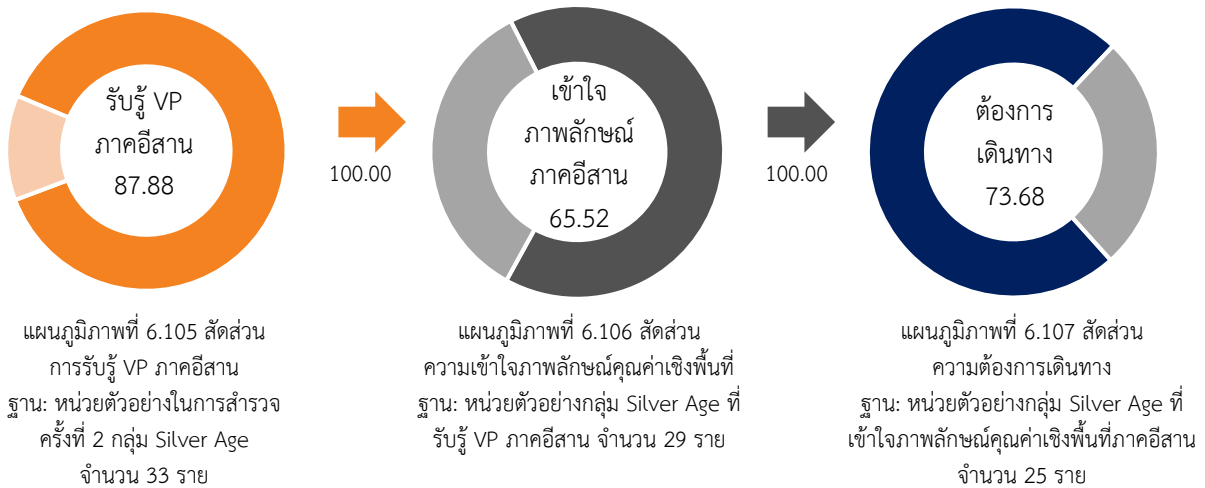 รับรู้ VP
ภาคอีสาน
87.88
100.00
เข้าใจ
ภาพลักษณ์
ภาคอีสาน
65.52
100.00
ต้องการ
เดินทาง
73.68
แผนภูมิภาพที่ 6.105 สัดส่วน
การรับรู้ VP ภาคอีสาน
ฐาน: หน่วยตัวอย่างในการสำรวจ
ครั้งที่ 2 กลุ่ม Silver Age
จำนวน 33 ราย
แผนภูมิภาพที่ 6.106 สัดส่วน
ความเข้าใจภาพลักษณ์คุณค่าเชิงพื้นที่
ฐาน: หน่วยตัวอย่างกลุ่ม Silver Age ที่
รับรู้ VP ภาคอีสาน จำนวน 29 ราย
แผนภูมิภาพที่ 6.107 สัดส่วน
ความต้องการเดินทาง
ฐาน: หน่วยตัวอย่างกลุ่ม Silver Age ที่
เข้าใจภาพลักษณ์คุณค่าเชิงพื้นที่ภาคอีสาน
จำนวน 25 ราย